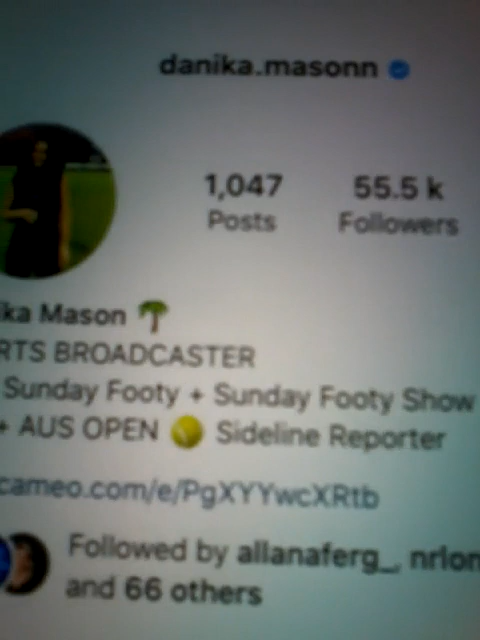 danika.masonn
1,047 55.5 k
Posts Followers
ka Mason 🌴
RTS BROADCASTER
Sunday Footy + Sunday Footy Show
+ AUS OPEN 🎾 Sideline Reporter
cameo.com/e/PgXYYwcXRtb
Followed by allanaferg_, nrlon
and 66 others